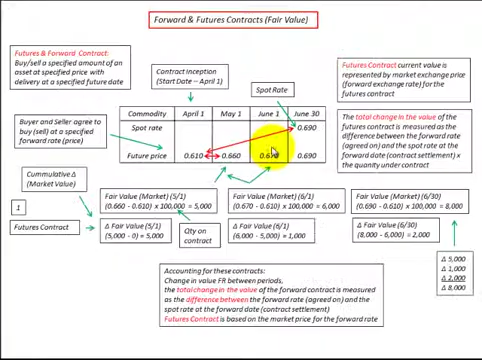 Forward & Futures Contracts (Fair Value)
Futures & Forward Contract:
Buy/sell a specified amount of an
asset at specified price with
delivery at a specified future date
Contract Inception
(Start Date – April 1)
Spot Rate
Futures Contract current value is
represented by market exchange price
(forward exchange rate) for the
futures contract
Buyer and Seller agree to
buy (sell) at a specified
forward rate (price)
Commodity April 1 May 1 June 1 June 30
Spot rate 0.690
Future price 0.610 0.660 0.670 0.690
The total change in the value of the
futures contract is measured as the
difference between the forward rate
(agreed on) and the spot rate at the
forward date (contract settlement) x
the quantity under contract
Cummulative Δ
(Market Value)
1
Futures Contract
Fair Value (Market) (5/1)
(0.660 - 0.610) x 100,000 = 5,000
Fair Value (Market) (6/1)
(0.670 - 0.610) x 100,000 = 6,000
Fair Value (Market) (6/30)
(0.690 - 0.610) x 100,000 = 8,000
Δ Fair Value (5/1)
(5,000 - 0) = 5,000
Qty on
contract
Δ Fair Value (6/1)
(6,000 - 5,000) = 1,000
Δ Fair Value (6/30)
(8,000 - 6,000) = 2,000
Δ 5,000
Δ 1,000
Δ 2,000
Δ 8,000
Accounting for these contracts:
Change in value FR between periods,
the total change in the value of the forward contract is measured
as the difference between the forward rate (agreed on) and the
spot rate at the forward date (contract settlement)
Futures Contract is based on the market price for the forward rate